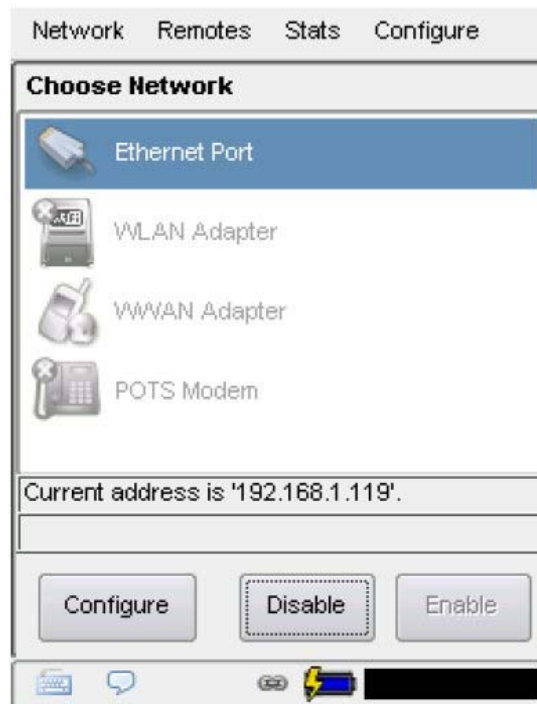 Network Remotes Stats Configure
Choose Network
Ethernet Port
WLAN Adapter
WWAN Adapter
POTS Modem
Current address is '192.168.1.119'.
Configure Disable Enable